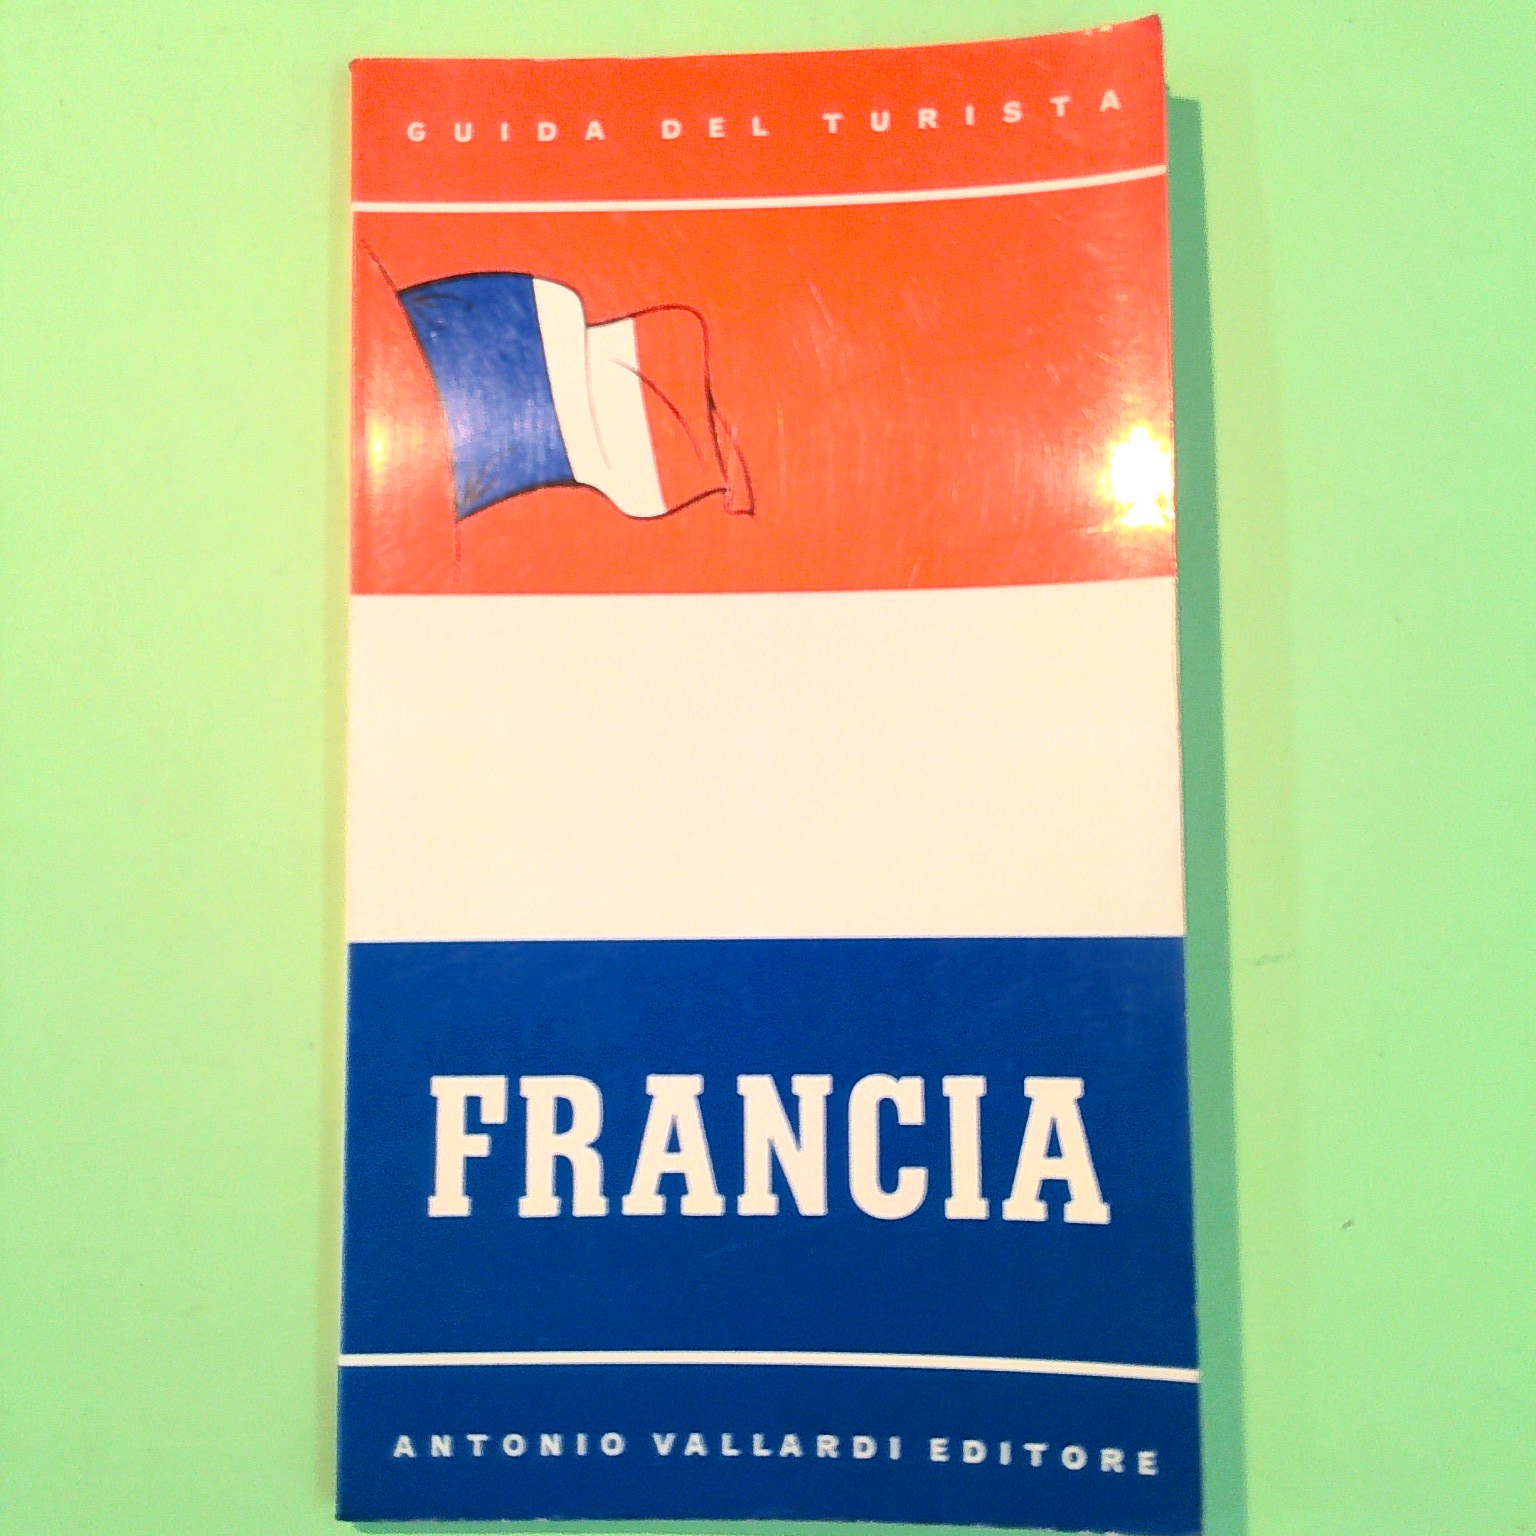 GUIDA DEL TURISTA
FRANCIA
ANTONIO VALLARDI EDITORE